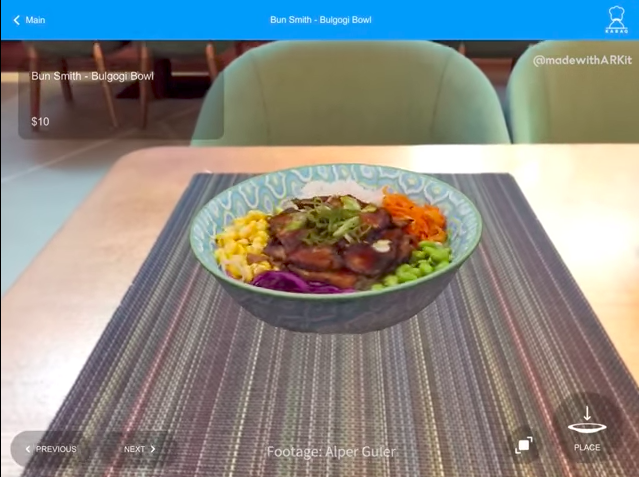 Main
Bun Smith - Bulgogi Bowl
KABAQ
@madewithARKit
Bun Smith - Bulgogi Bowl
$10
PREVIOUS
NEXT
PLACE
Footage: Alper Guler